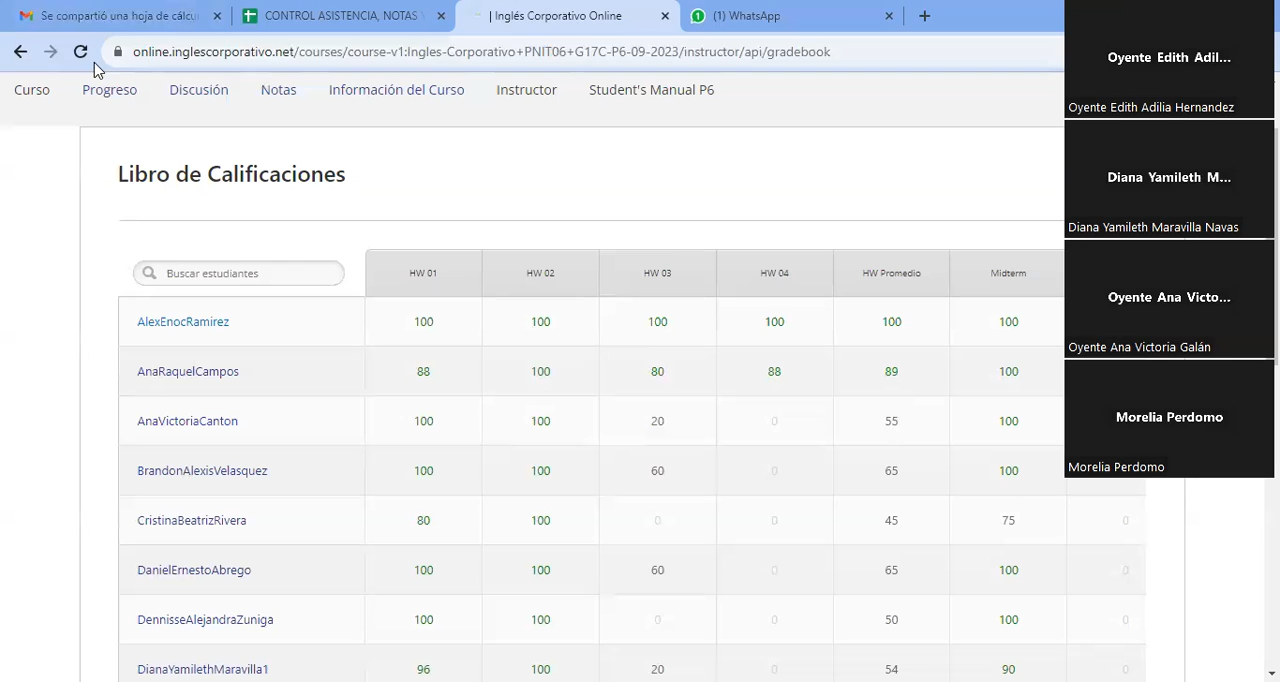 Se compartió una hoja de cálcu
CONTROL ASISTENCIA, NOTAS Y
| Inglés Corporativo Online
(1) WhatsApp
online.inglescorporativo.net/courses/course-v1:Ingles-Corporativo+PNIT06+G17C-P6-09-2023/instructor/api/gradebook
Curso Progreso Discusión Notas Información del Curso Instructor Student's Manual P6
Libro de Calificaciones
Buscar estudiantes HW 01 HW 02 HW 03 HW 04 HW Promedio Midterm
AlexEnocRamirez 100 100 100 100 100 100
AnaRaquelCampos 88 100 80 88 89 100
AnaVictoriaCanton 100 100 20 0 55 100
BrandonAlexisVelasquez 100 100 60 0 65 100
CristinaBeatrizRivera 80 100 0 0 45 75 0
DanielErnestoAbrego 100 100 60 0 65 100 0
DennisseAlejandraZuniga 100 100 0 0 50 100 0
DianaYamilethMaravilla1 96 100 20 0 54 90 0
Oyente Edith Adil...
Oyente Edith Adilia Hernandez
Diana Yamileth M...
Diana Yamileth Maravilla Navas
Oyente Ana Victo...
Oyente Ana Victoria Galán
Morelia Perdomo
Morelia Perdomo